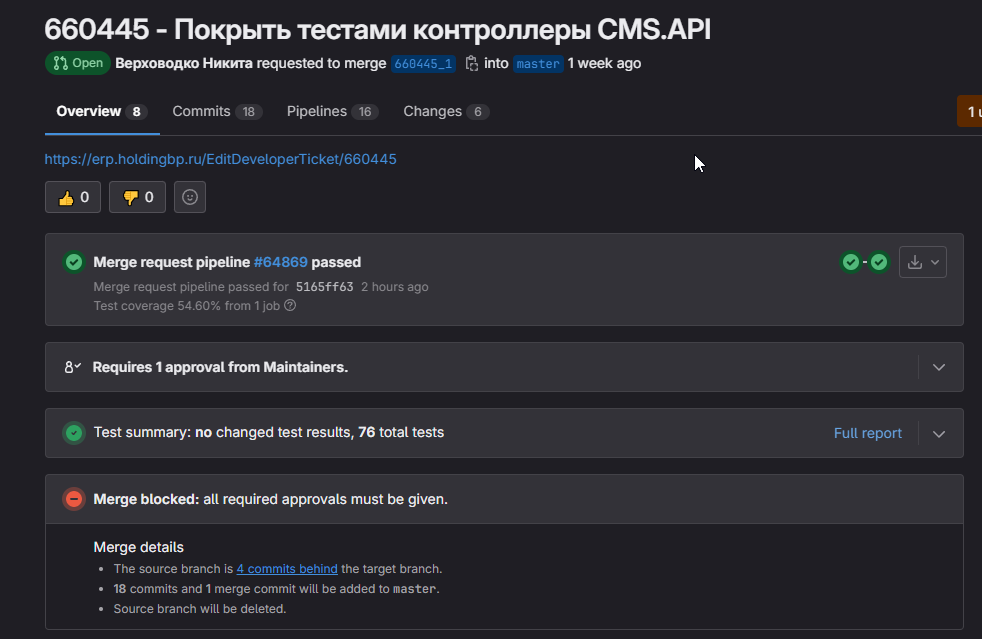 660445 - Покрыть тестами контроллеры CMS.API
Open Верховодко Никита requested to merge 660445_1 into master 1 week ago
Overview 8 Commits 18 Pipelines 16 Changes 6
1 u
https://erp.holdingbp.ru/EditDeveloperTicket/660445
0 0
Merge request pipeline #64869 passed
Merge request pipeline passed for 5165ff63 2 hours ago
Test coverage 54.60% from 1 job
Requires 1 approval from Maintainers.
Test summary: no changed test results, 76 total tests Full report
Merge blocked: all required approvals must be given.
Merge details
The source branch is 4 commits behind the target branch.
18 commits and 1 merge commit will be added to master.
Source branch will be deleted.